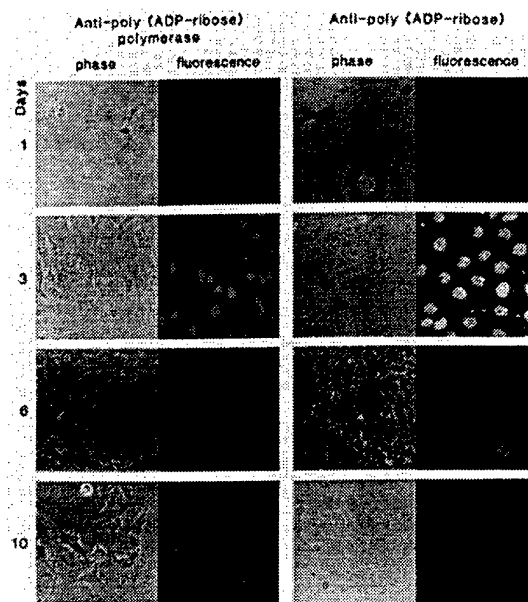 Anti-poly (ADP-ribose) polymerase
Anti-poly (ADP-ribose)
phase fluorescence phase fluorescence
Days
1
3
6
10